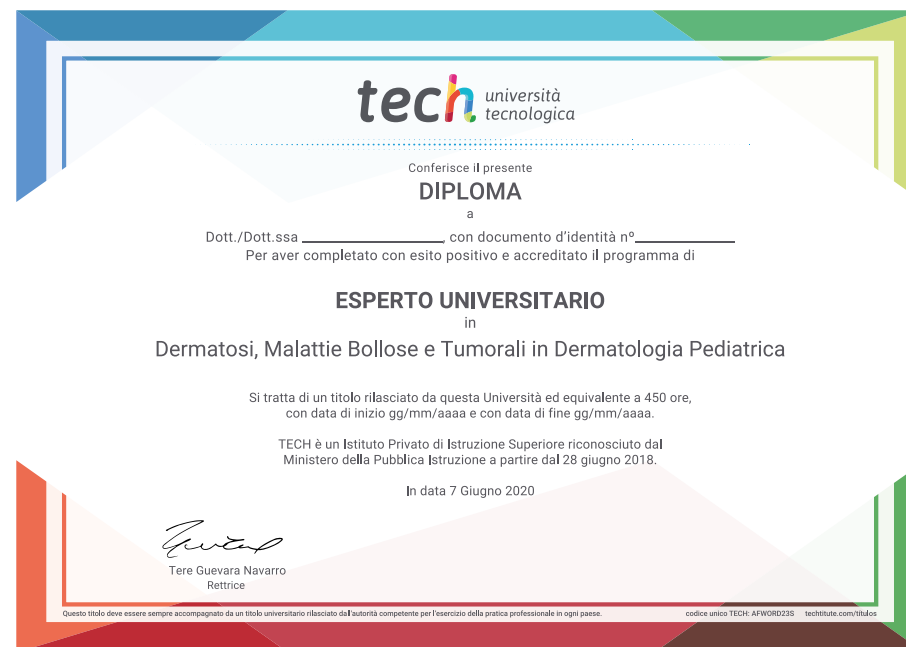 tech università
tecnologica
Conferisce il presente
DIPLOMA
a
Dott./Dott.ssa ____________________, con documento d'identità nº______________
Per aver completato con esito positivo e accreditato il programma di
ESPERTO UNIVERSITARIO
in
Dermatosi, Malattie Bollose e Tumorali in Dermatologia Pediatrica
Si tratta di un titolo rilasciato da questa Università ed equivalente a 450 ore,
con data di inizio gg/mm/aaaa e con data di fine gg/mm/aaaa.
TECH è un Istituto Privato di Istruzione Superiore riconosciuto dal
Ministero della Pubblica Istruzione a partire dal 28 giugno 2018.
In data 7 Giugno 2020
Tere Guevara Navarro
Rettrice
Questo titolo deve essere sempre accompagnato da un titolo universitario rilasciato dall'autorità competente per l'esercizio della pratica professionale in ogni paese. codice unico TECH: AFWORD23S techtitute.com/titulos